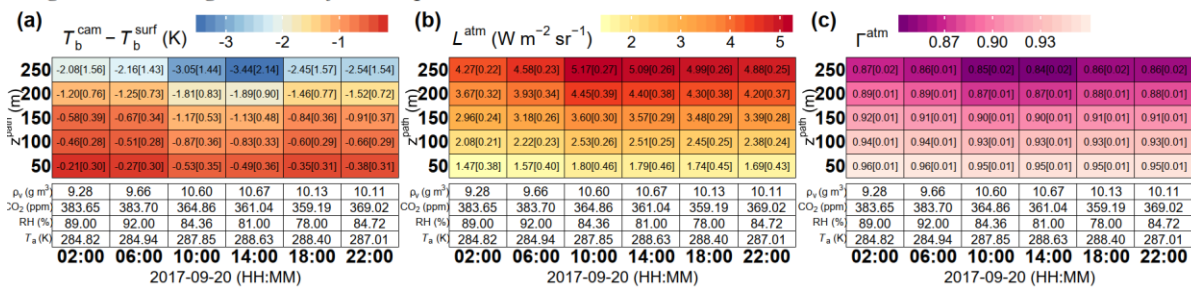 (a) T_b^cam − T_b^surf (K) -3 -2 -1
250 -2.08[1.56] -2.16[1.43] -3.05[1.44] -3.44[2.14] -2.45[1.57] -2.54[1.54]
200 -1.20[0.76] -1.25[0.73] -1.81[0.83] -1.89[0.90] -1.46[0.77] -1.52[0.72]
150 -0.58[0.39] -0.67[0.34] -1.17[0.53] -1.13[0.48] -0.84[0.36] -0.91[0.37]
100 -0.46[0.28] -0.51[0.28] -0.87[0.36] -0.83[0.33] -0.60[0.29] -0.66[0.29]
50 -0.21[0.30] -0.27[0.30] -0.53[0.35] -0.49[0.36] -0.35[0.31] -0.38[0.31]
z^path (m)
ρ_v (g m³) 9.28 9.66 10.60 10.67 10.13 10.11
CO₂ (ppm) 383.65 383.70 364.86 361.04 359.19 369.02
RH (%) 89.00 92.00 84.36 81.00 78.00 84.72
T_a (K) 284.82 284.94 287.85 288.63 288.40 287.01
02:00 06:00 10:00 14:00 18:00 22:00
2017-09-20 (HH:MM)
(b) L^atm (W m⁻² sr⁻¹) 2 3 4 5
250 4.27[0.22] 4.58[0.23] 5.17[0.27] 5.09[0.26] 4.99[0.26] 4.88[0.25]
200 3.67[0.32] 3.93[0.34] 4.45[0.39] 4.40[0.38] 4.30[0.38] 4.20[0.37]
150 2.96[0.24] 3.18[0.26] 3.60[0.30] 3.57[0.29] 3.48[0.29] 3.39[0.28]
100 2.08[0.21] 2.22[0.23] 2.53[0.26] 2.51[0.25] 2.45[0.25] 2.38[0.24]
50 1.47[0.38] 1.57[0.40] 1.80[0.46] 1.79[0.46] 1.74[0.45] 1.69[0.43]
z^path (m)
ρ_v (g m³) 9.28 9.66 10.60 10.67 10.13 10.11
CO₂ (ppm) 383.65 383.70 364.86 361.04 359.19 369.02
RH (%) 89.00 92.00 84.36 81.00 78.00 84.72
T_a (K) 284.82 284.94 287.85 288.63 288.40 287.01
02:00 06:00 10:00 14:00 18:00 22:00
2017-09-20 (HH:MM)
(c) Γ^atm 0.87 0.90 0.93
250 0.87[0.02] 0.86[0.01] 0.85[0.02] 0.84[0.02] 0.86[0.02] 0.86[0.02]
200 0.89[0.01] 0.89[0.01] 0.87[0.01] 0.87[0.01] 0.88[0.01] 0.88[0.01]
150 0.92[0.01] 0.91[0.01] 0.90[0.01] 0.90[0.01] 0.91[0.01] 0.91[0.01]
100 0.94[0.01] 0.94[0.01] 0.93[0.01] 0.93[0.01] 0.93[0.01] 0.93[0.01]
50 0.96[0.01] 0.96[0.01] 0.95[0.01] 0.95[0.01] 0.95[0.01] 0.95[0.01]
z^path (m)
ρ_v (g m³) 9.28 9.66 10.60 10.67 10.13 10.11
CO₂ (ppm) 383.65 383.70 364.86 361.04 359.19 369.02
RH (%) 89.00 92.00 84.36 81.00 78.00 84.72
T_a (K) 284.82 284.94 287.85 288.63 288.40 287.01
02:00 06:00 10:00 14:00 18:00 22:00
2017-09-20 (HH:MM)